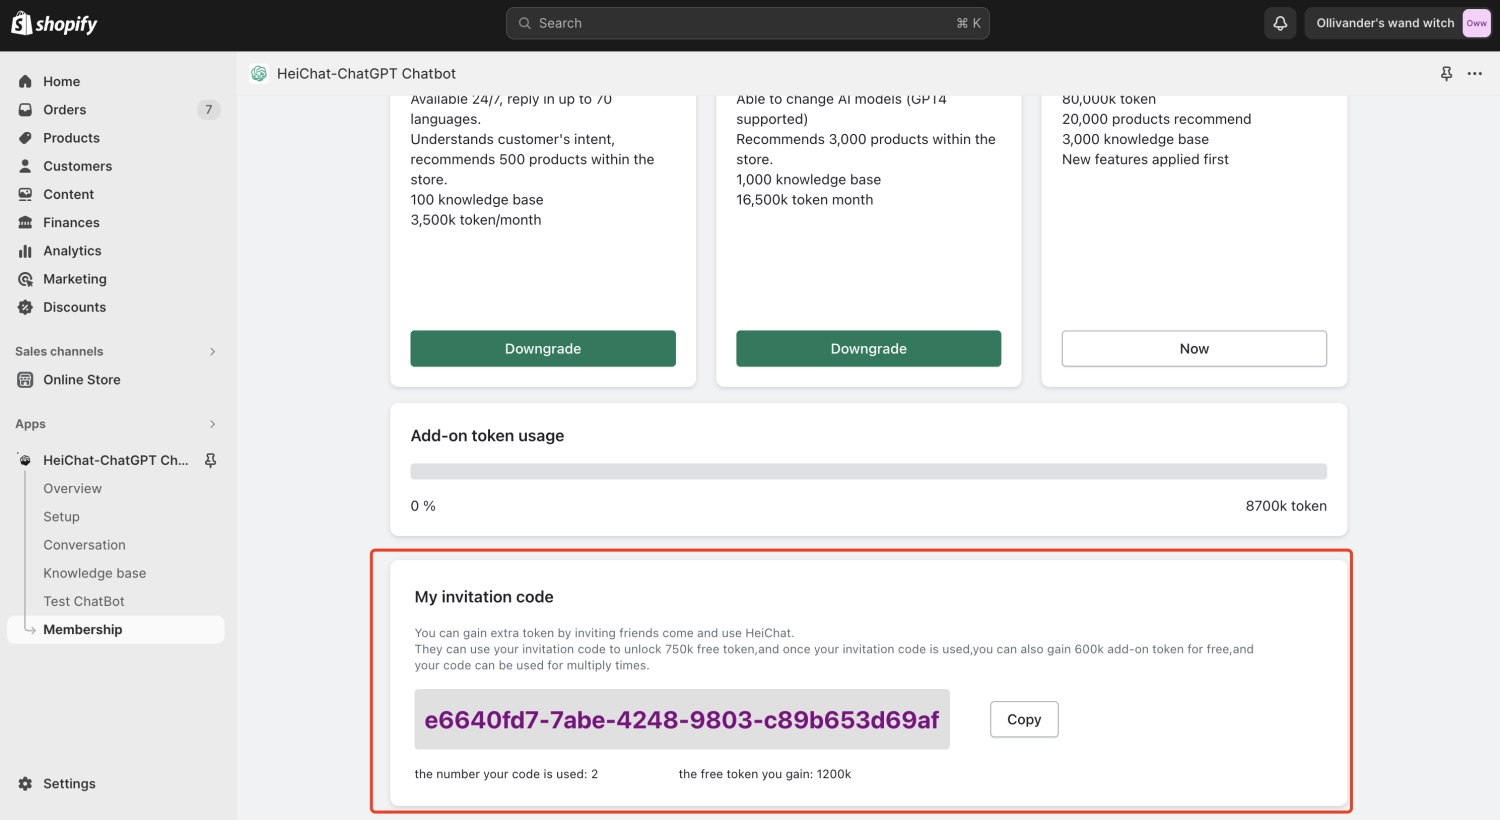 shopify
Search
⌘ K
Ollivander's wand witch
Oww
Home
Orders
7
Products
Customers
Content
Finances
Analytics
Marketing
Discounts
Sales channels
Online Store
Apps
HeiChat-ChatGPT Ch...
Overview
Setup
Conversation
Knowledge base
Test ChatBot
Membership
Settings
HeiChat-ChatGPT Chatbot
Available 24/7, reply in up to 70
languages.
Understands customer's intent,
recommends 500 products within the
store.
100 knowledge base
3,500k token/month
Downgrade
Able to change AI models (GPT4
supported)
Recommends 3,000 products within the
store.
1,000 knowledge base
16,500k token month
Downgrade
80,000k token
20,000 products recommend
3,000 knowledge base
New features applied first
Now
Add-on token usage
0 %
8700k token
My invitation code
You can gain extra token by inviting friends come and use HeiChat.
They can use your invitation code to unlock 750k free token,and once your invitation code is used,you can also gain 600k add-on token for free,and
your code can be used for multiply times.
e6640fd7-7abe-4248-9803-c89b653d69af
Copy
the number your code is used: 2
the free token you gain: 1200k